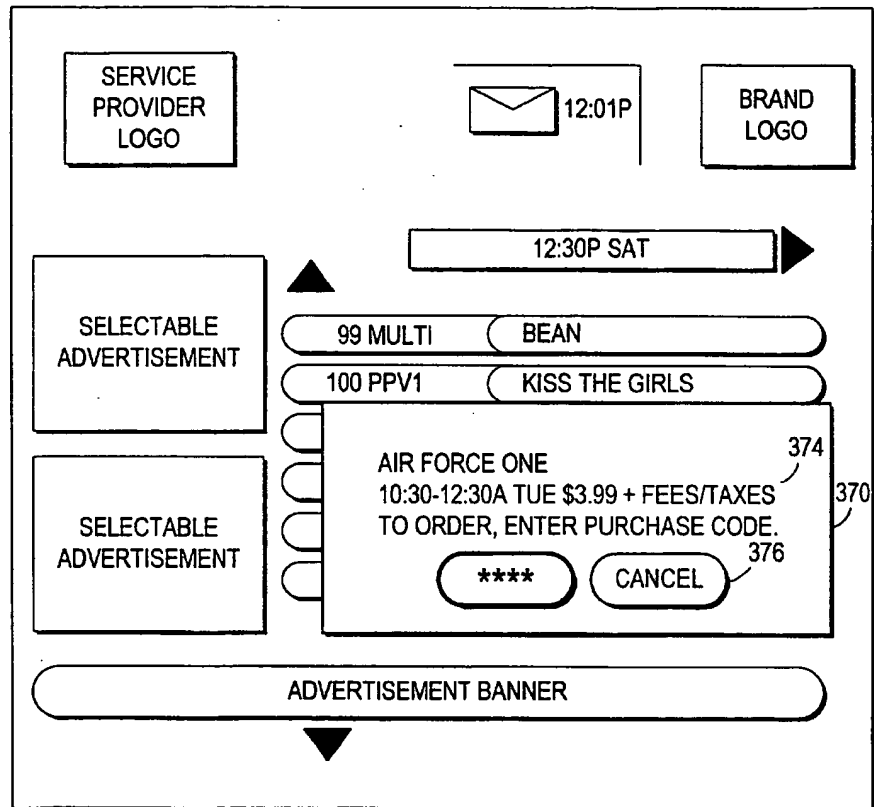 SERVICE
PROVIDER
LOGO
12:01P
BRAND
LOGO
12:30P SAT
SELECTABLE
ADVERTISEMENT
99 MULTI BEAN
100 PPV1 KISS THE GIRLS
374
AIR FORCE ONE
10:30-12:30A TUE $3.99 + FEES/TAXES
370
TO ORDER, ENTER PURCHASE CODE.
376
**** CANCEL
SELECTABLE
ADVERTISEMENT
ADVERTISEMENT BANNER